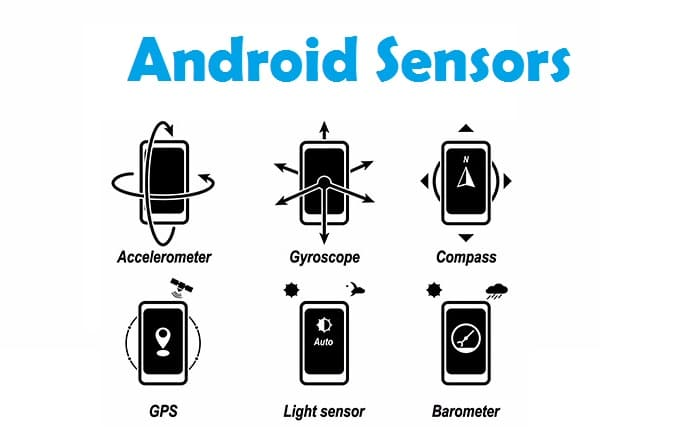 Android Sensors
N
Accelerometer
Gyroscope
Compass
Auto
GPS
Light sensor
Barometer